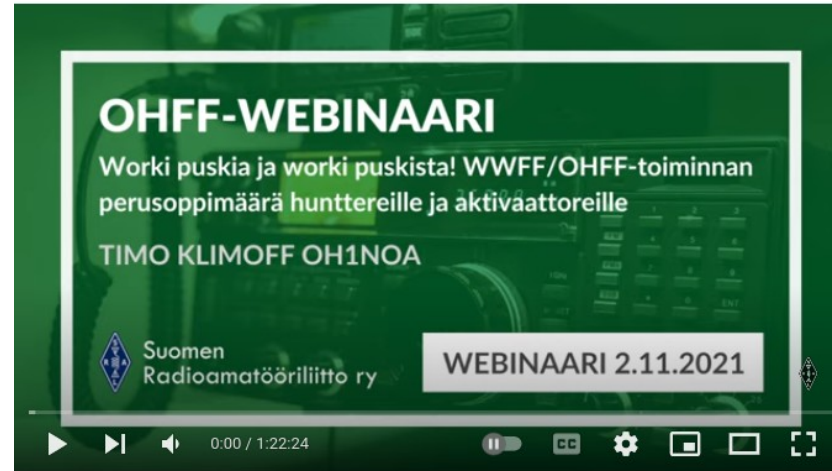 OHFF-WEBINAARI
Worki puskia ja worki puskista! WWFF/OHFF-toiminnan
perusoppimäärä hunttereille ja aktivaattoreille
TIMO KLIMOFF OH1NOA
Suomen
Radioamatööriliitto ry
WEBINAARI 2.11.2021
0:00 / 1:22:24
CC